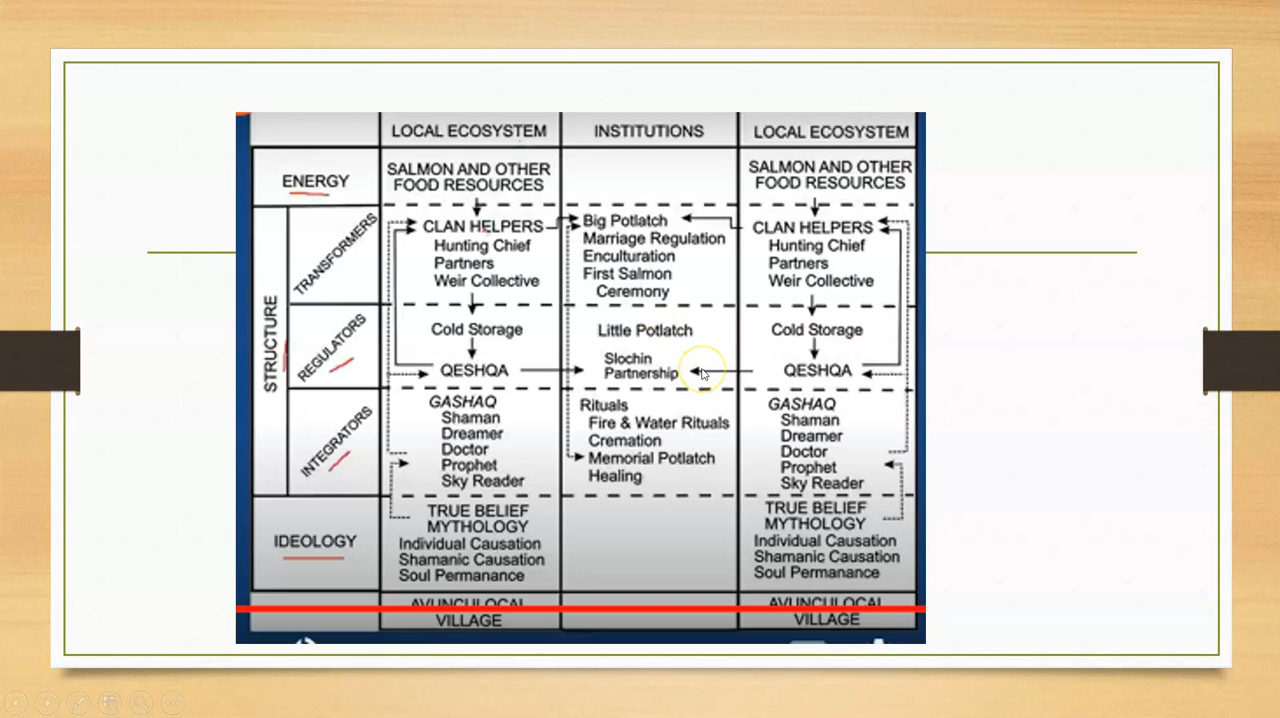 LOCAL ECOSYSTEM
INSTITUTIONS
LOCAL ECOSYSTEM
ENERGY
SALMON AND OTHER
FOOD RESOURCES
SALMON AND OTHER
FOOD RESOURCES
STRUCTURE
TRANSFORMERS
CLAN HELPERS
Hunting Chief
Partners
Weir Collective
Big Potlatch
Marriage Regulation
Enculturation
First Salmon
Ceremony
CLAN HELPERS
Hunting Chief
Partners
Weir Collective
REGULATORS
Cold Storage
QESHQA
Little Potlatch
Slochin
Partnership
Cold Storage
QESHQA
INTEGRATORS
GASHAQ
Shaman
Dreamer
Doctor
Prophet
Sky Reader
Rituals
Fire & Water Rituals
Cremation
Memorial Potlatch
Healing
GASHAQ
Shaman
Dreamer
Doctor
Prophet
Sky Reader
IDEOLOGY
TRUE BELIEF
MYTHOLOGY
Individual Causation
Shamanic Causation
Soul Permanance
TRUE BELIEF
MYTHOLOGY
Individual Causation
Shamanic Causation
Soul Permanance
AVUNCULOCAL
VILLAGE
AVUNCULOCAL
VILLAGE